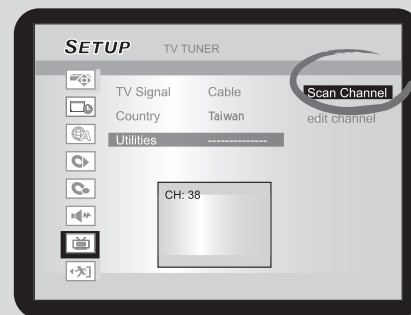 SETUP TV TUNER
TV Signal Cable Scan Channel
Country Taiwan edit channel
Utilities --------------
CH: 38